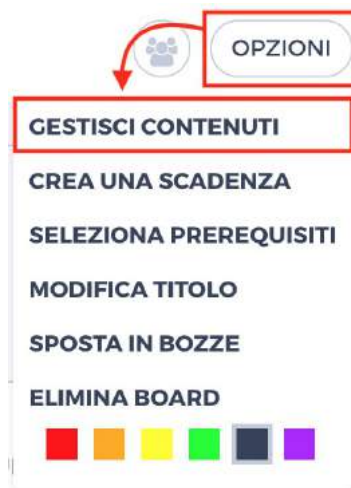 OPZIONI
GESTISCI CONTENUTI
CREA UNA SCADENZA
SELEZIONA PREREQUISITI
MODIFICA TITOLO
SPOSTA IN BOZZE
ELIMINA BOARD